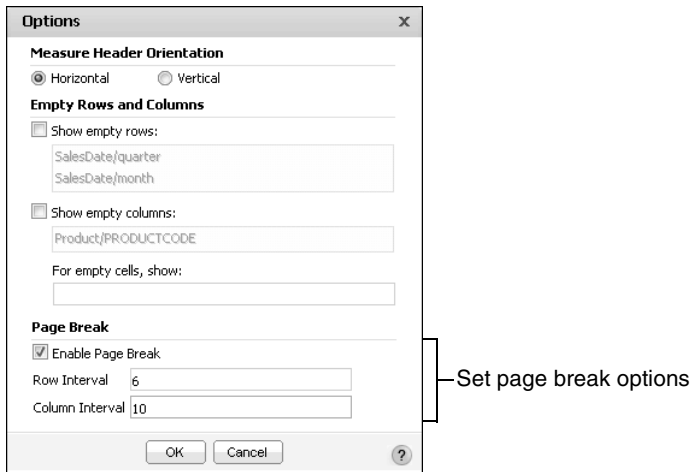 Options x
Measure Header Orientation
Horizontal Vertical
Empty Rows and Columns
Show empty rows:
SalesDate/quarter
SalesDate/month
Show empty columns:
Product/PRODUCTCODE
For empty cells, show:
Page Break
Enable Page Break
Row Interval 6
Column Interval 10
Set page break options
OK Cancel ?